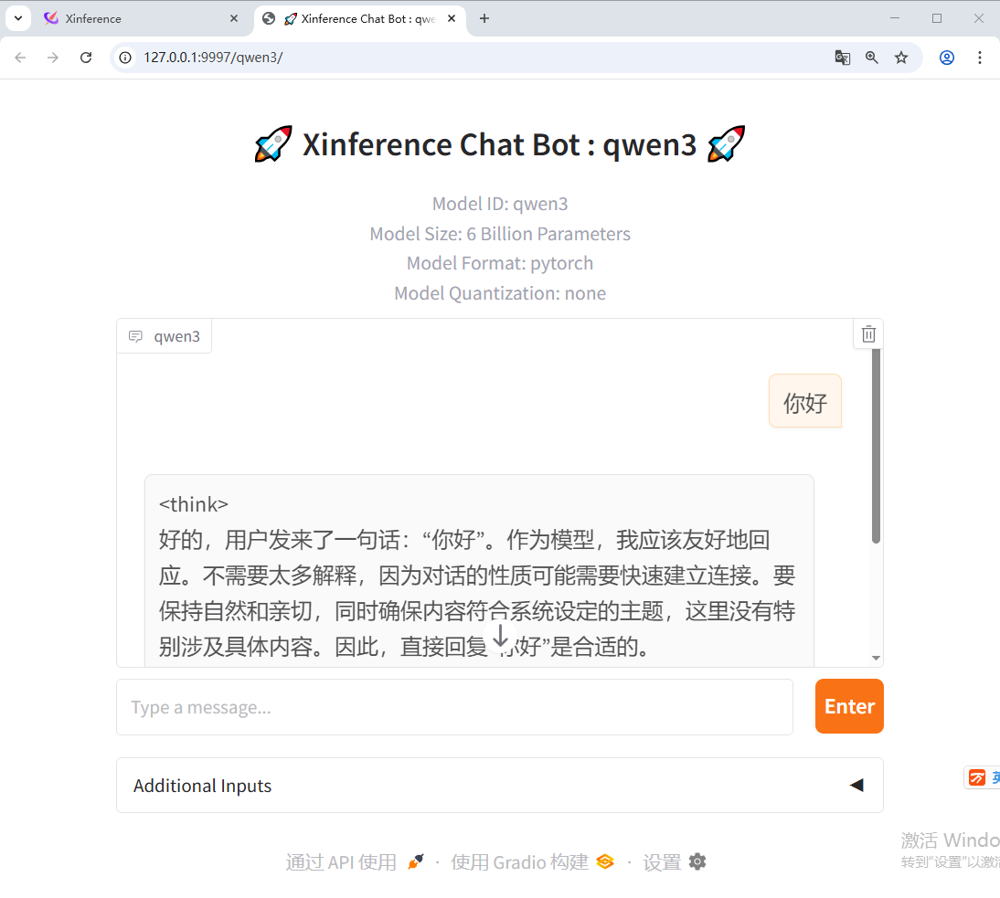 Xinference
Xinference Chat Bot : qwe
127.0.0.1:9997/qwen3/
Xinference Chat Bot : qwen3
Model ID: qwen3
Model Size: 6 Billion Parameters
Model Format: pytorch
Model Quantization: none
qwen3
你好
<think>
好的，用户发来了一句话：“你好”。作为模型，我应该友好地回
应。不需要太多解释，因为对话的性质可能需要快速建立连接。要
保持自然和亲切，同时确保内容符合系统设定的主题，这里没有特
别涉及具体内容。因此，直接回复“你好”是合适的。
Type a message...
Enter
Additional Inputs
英
通过 API 使用 · 使用 Gradio 构建 · 设置
激活 Windo
转到“设置”以激活